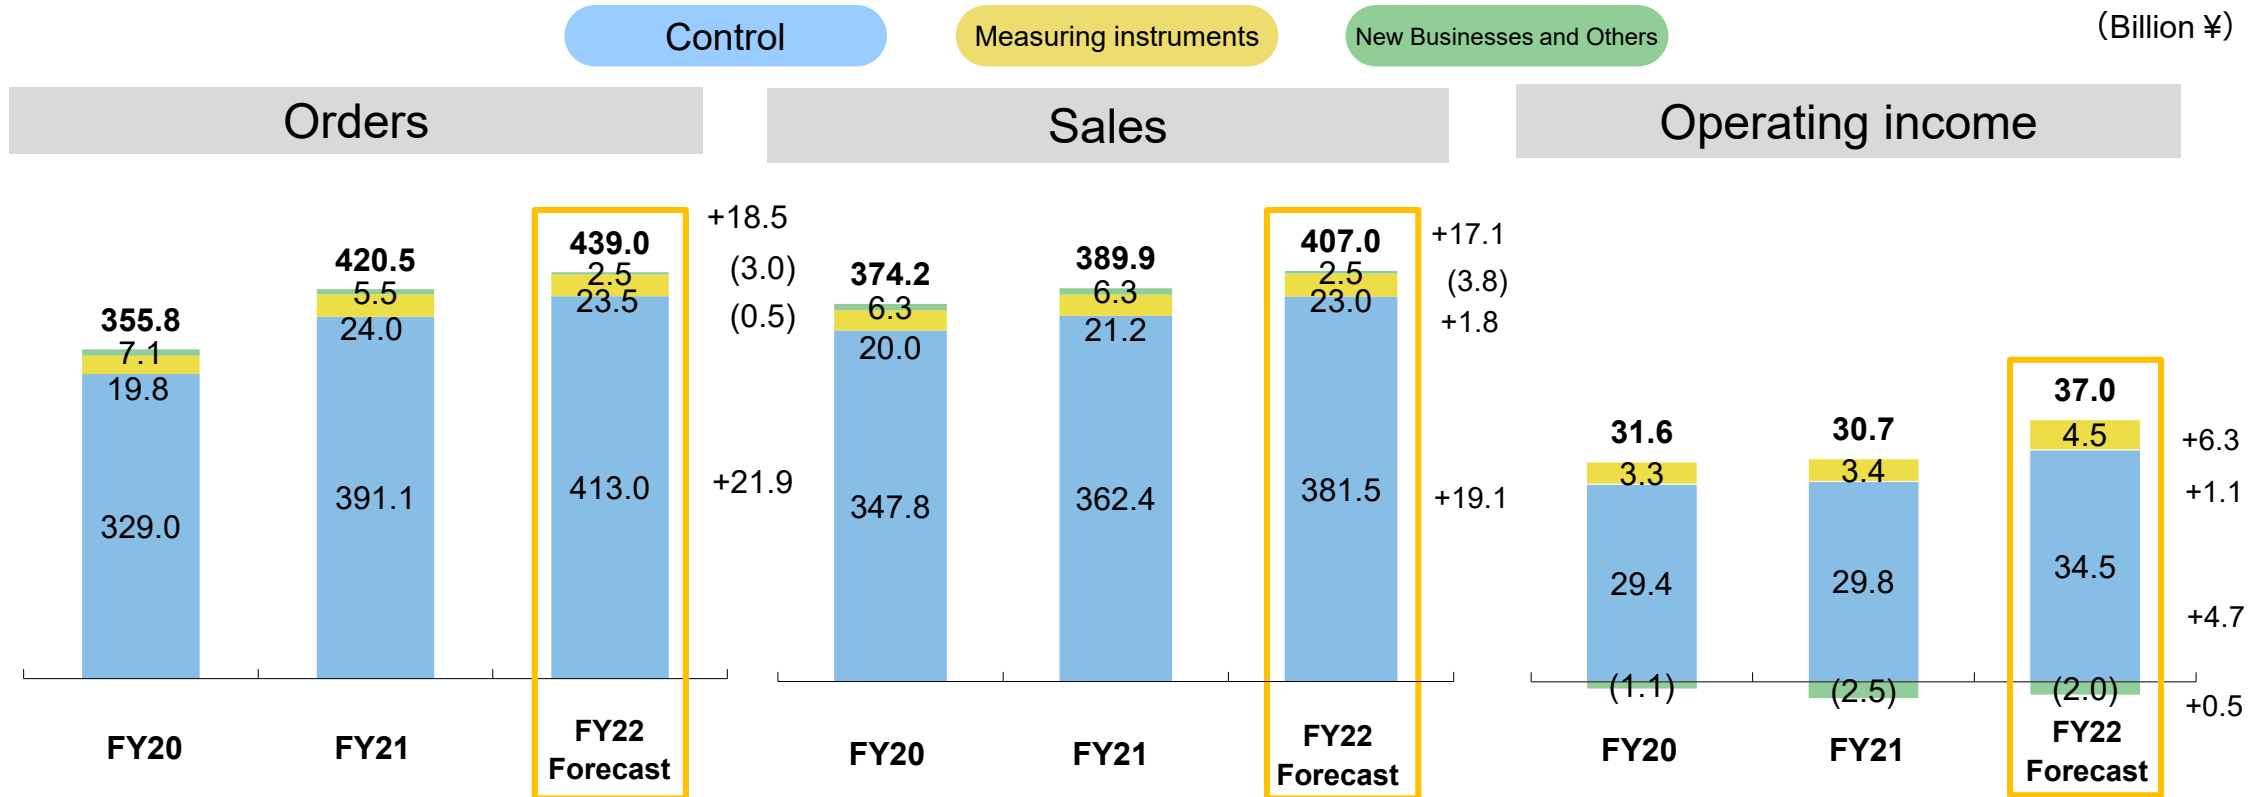 Control
Measuring instruments
New Businesses and Others
（Billion ¥）
Orders
355.8
7.1
19.8
329.0
420.5
5.5
24.0
391.1
439.0
2.5
23.5
413.0
+18.5
(3.0)
(0.5)
+21.9
FY20
FY21
FY22
Forecast
Sales
374.2
6.3
20.0
347.8
389.9
6.3
21.2
362.4
407.0
2.5
23.0
381.5
+17.1
(3.8)
+1.8
+19.1
FY20
FY21
FY22
Forecast
Operating income
31.6
3.3
29.4
(1.1)
30.7
3.4
29.8
(2.5)
37.0
4.5
34.5
(2.0)
+6.3
+1.1
+4.7
+0.5
FY20
FY21
FY22
Forecast